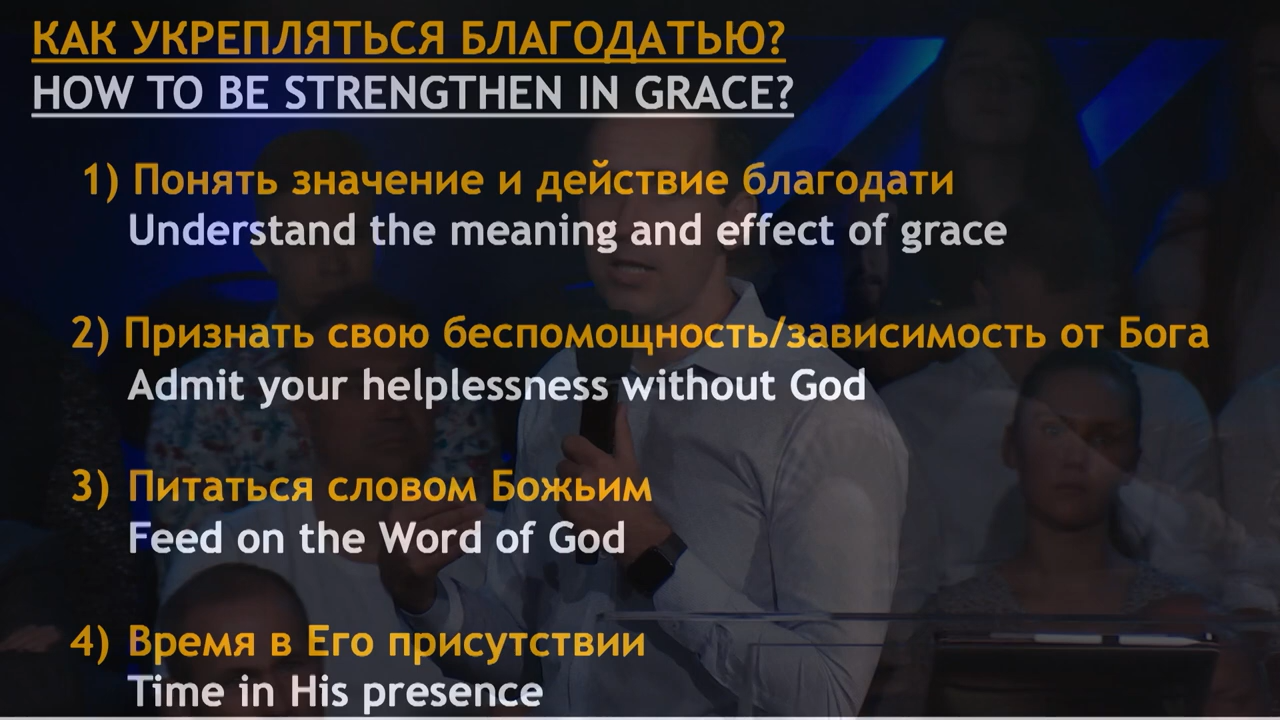 КАК УКРЕПЛЯТЬСЯ БЛАГОДАТЬЮ?
HOW TO BE STRENGTHEN IN GRACE?
1) Понять значение и действие благодати
Understand the meaning and effect of grace
2) Признать свою беспомощность/зависимость от Бога
Admit your helplessness without God
3) Питаться словом Божьим
Feed on the Word of God
4) Время в Его присутствии
Time in His presence